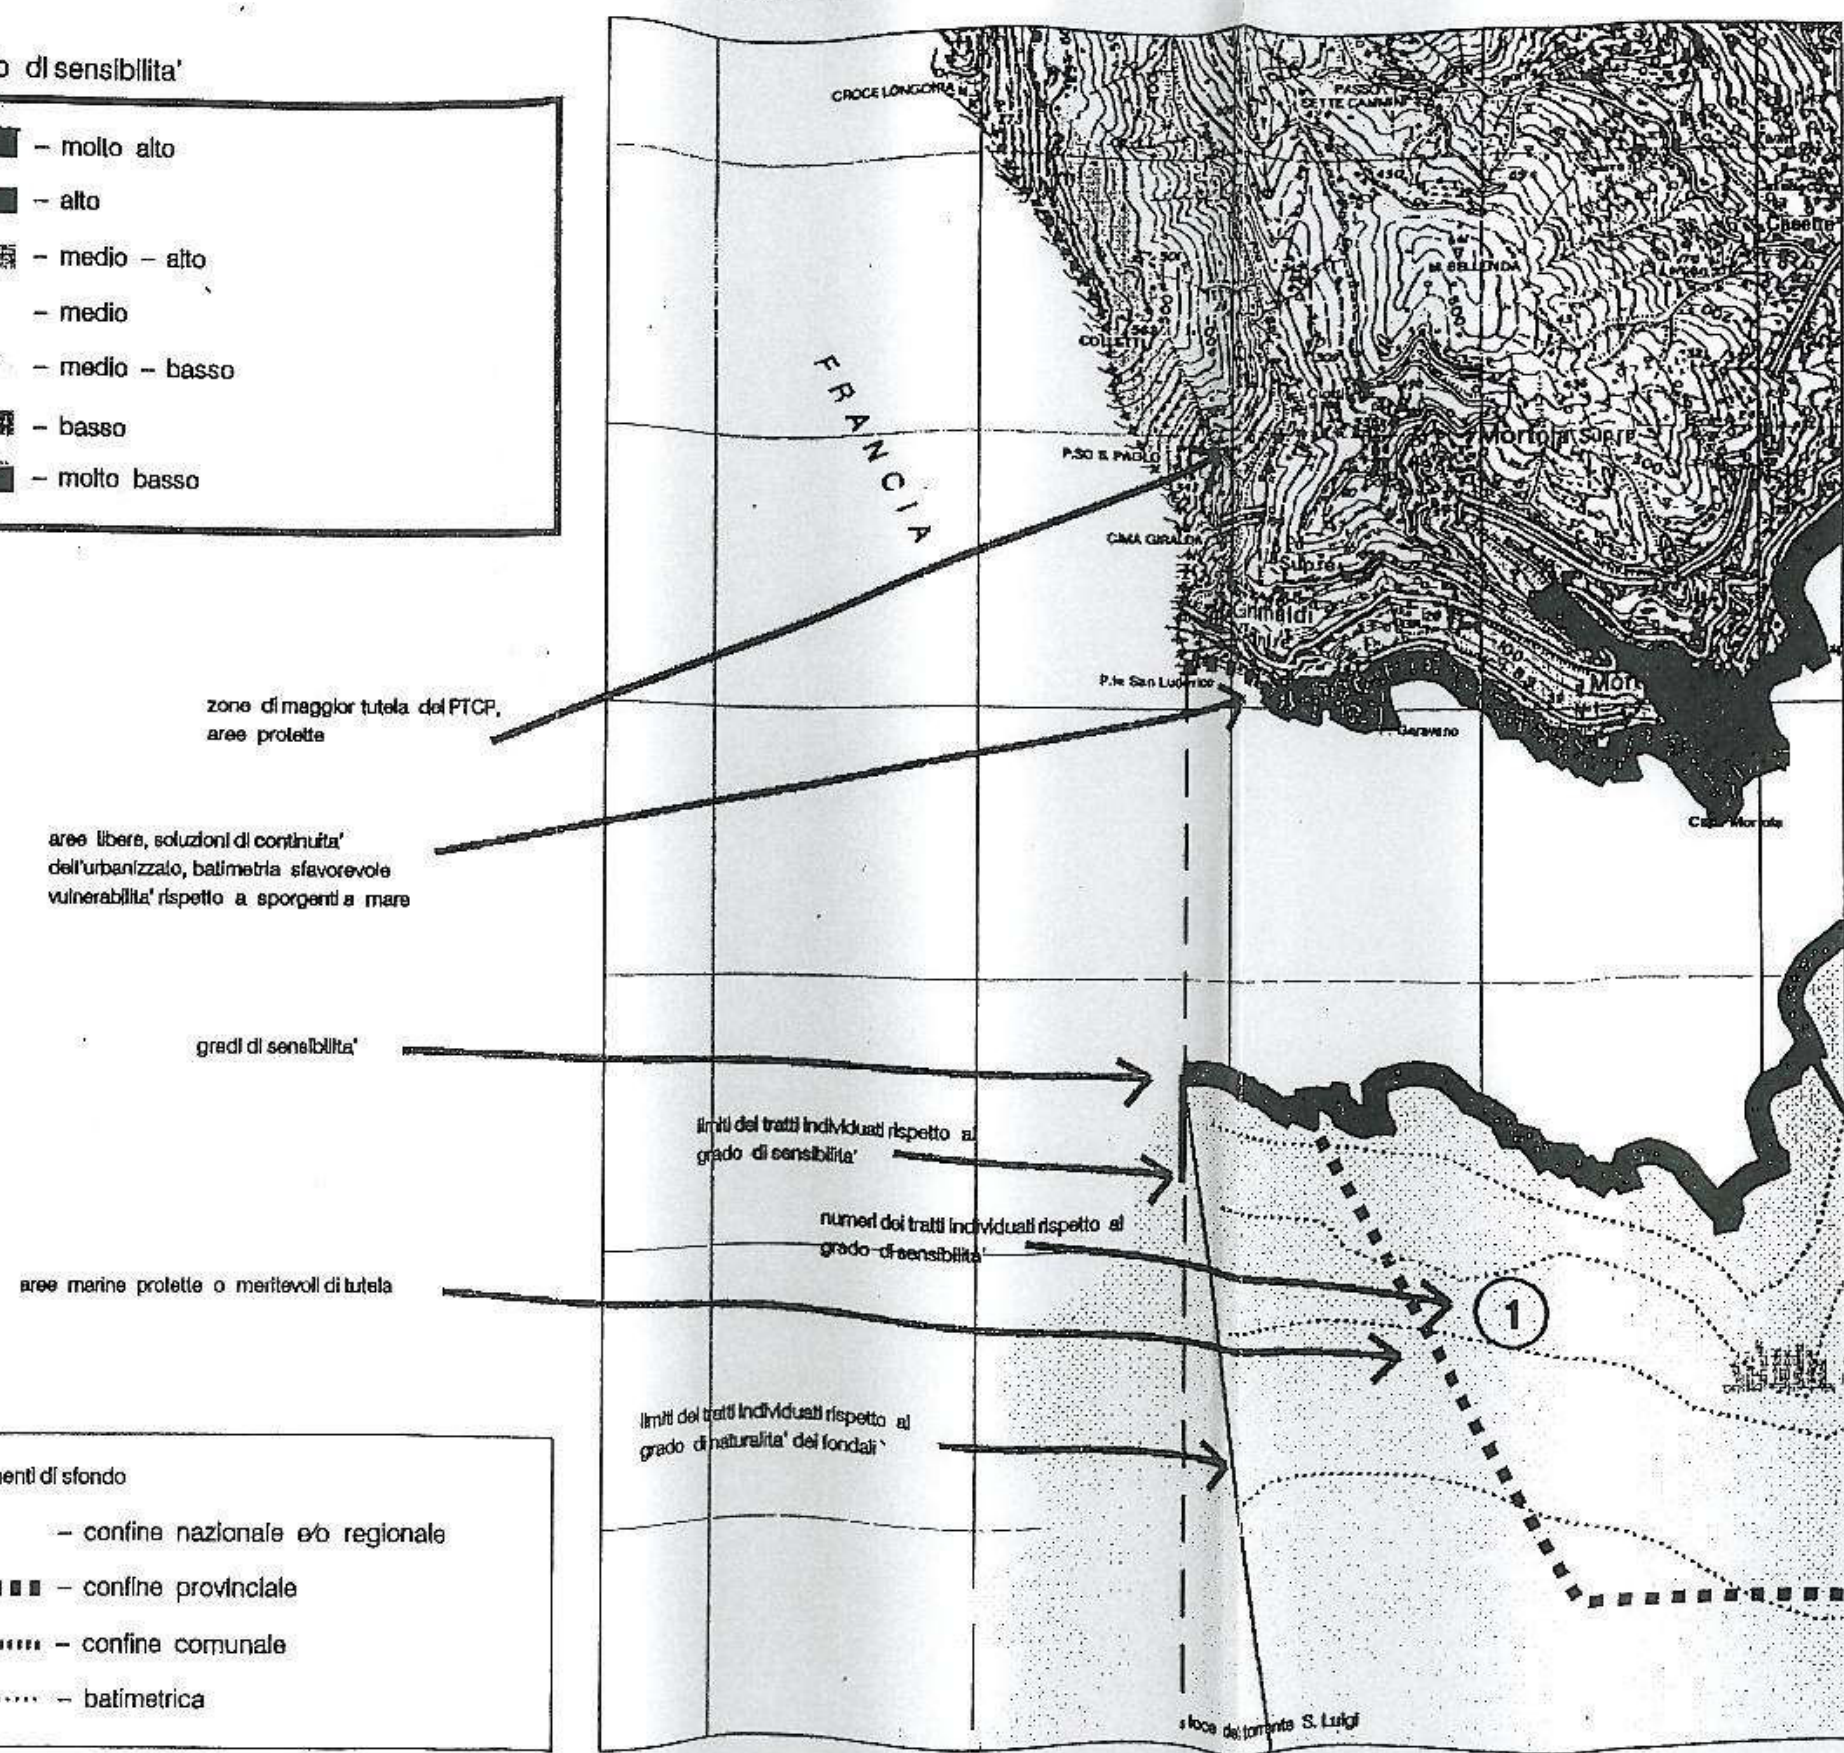 di sensibilita'
– molto alto
– alto
– medio – alto
– medio
– medio – basso
– basso
– molto basso
CROCE LONGORIA
PASSO
SETTE CAMMINI
M. BELLENDA
COLLETTI
FRANCIA
Mortola Supre
P.SO S. PAOLO
CIMA GIRALDA
Supre
Grimaldi
P.te San Ludovico
Mort
Garavano
Capo Mortola
zone di maggior tutela del PTCP,
aree protette
aree libere, soluzioni di continuita'
dell'urbanizzato, batimetria sfavorevole
vulnerabilita' rispetto a sporgenti a mare
gradi di sensibilita'
limiti dei tratti individuati rispetto al
grado di sensibilita'
numeri dei tratti individuati rispetto al
grado di sensibilita'
1
aree marine protette o meritevoli di tutela
limiti dei tratti individuati rispetto al
grado di naturalita' dei fondali
enti di sfondo
– confine nazionale e/o regionale
– confine provinciale
– confine comunale
– batimetrica
foce del torrente S. Luigi